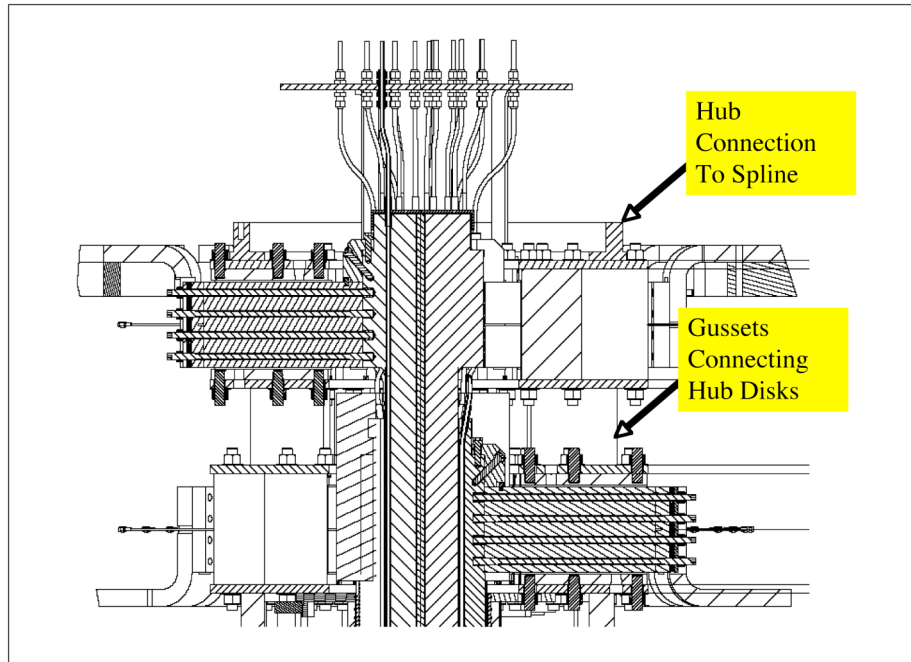 Hub
Connection
To Spline
Gussets
Connecting
Hub Disks